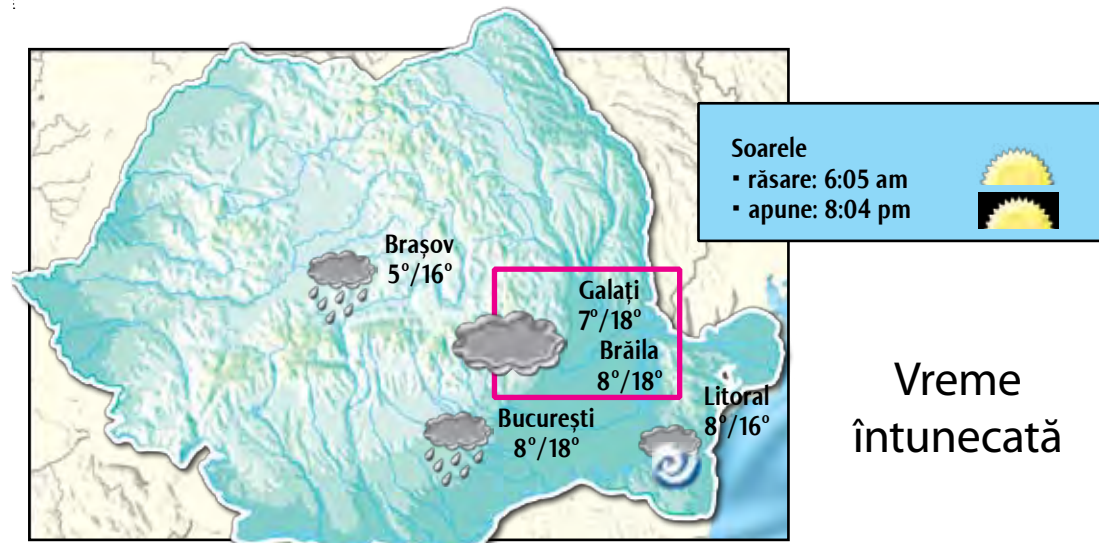 Soarele
▪ răsare: 6:05 am
▪ apune: 8:04 pm
Brașov
5°/16°
Galați
7°/18°
Brăila
8°/18°
Litoral
8°/16°
București
8°/18°
Vreme
întunecată